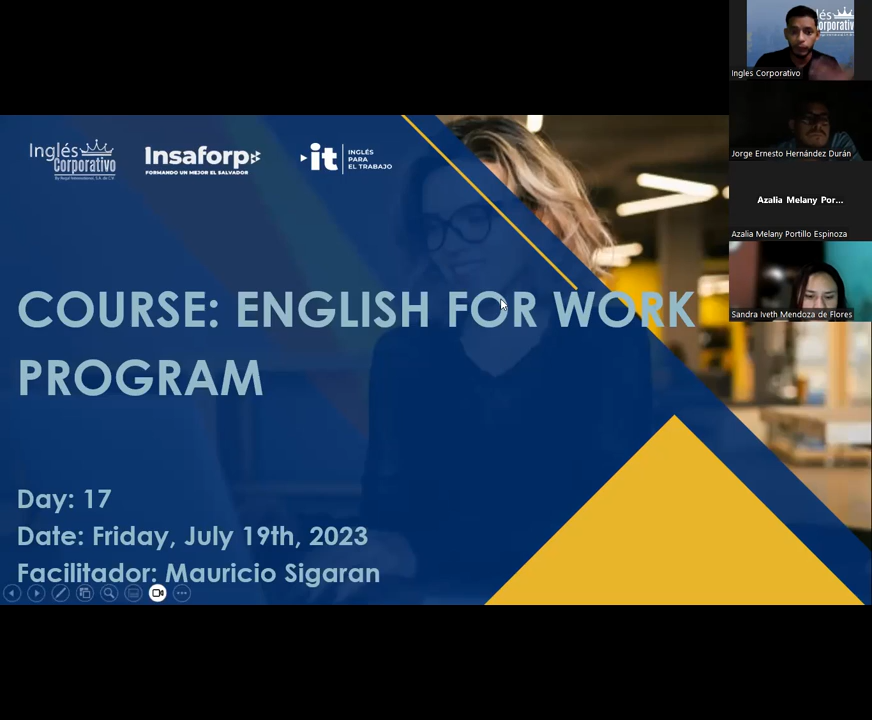 Inglés
Corporativo
Insaforp
FORMANDO UN MEJOR EL SALVADOR
it
INGLÉS
PARA
EL TRABAJO
COURSE: ENGLISH FOR WORK
PROGRAM
Day: 17
Date: Friday, July 19th, 2023
Facilitador: Mauricio Sigaran
Ingles Corporativo
Jorge Ernesto Hernández Durán
Azalia Melany Por...
Azalia Melany Portillo Espinoza
Sandra Iveth Mendoza de Flores